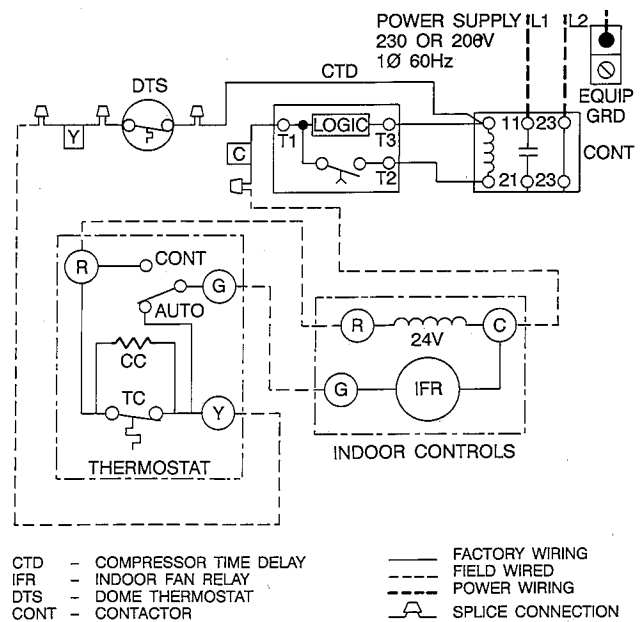 POWER SUPPLY L1 L2
230 OR 208V
1Ø 60Hz
EQUIP
GRD
CTD
DTS
Y
C
T1
LOGIC
T3
T2
11 23
21 23
CONT
R
CONT
G
AUTO
CC
TC
Y
THERMOSTAT
R
24V
C
G
IFR
INDOOR CONTROLS
CTD - COMPRESSOR TIME DELAY
IFR - INDOOR FAN RELAY
DTS - DOME THERMOSTAT
CONT - CONTACTOR
FACTORY WIRING
FIELD WIRED
POWER WIRING
SPLICE CONNECTION